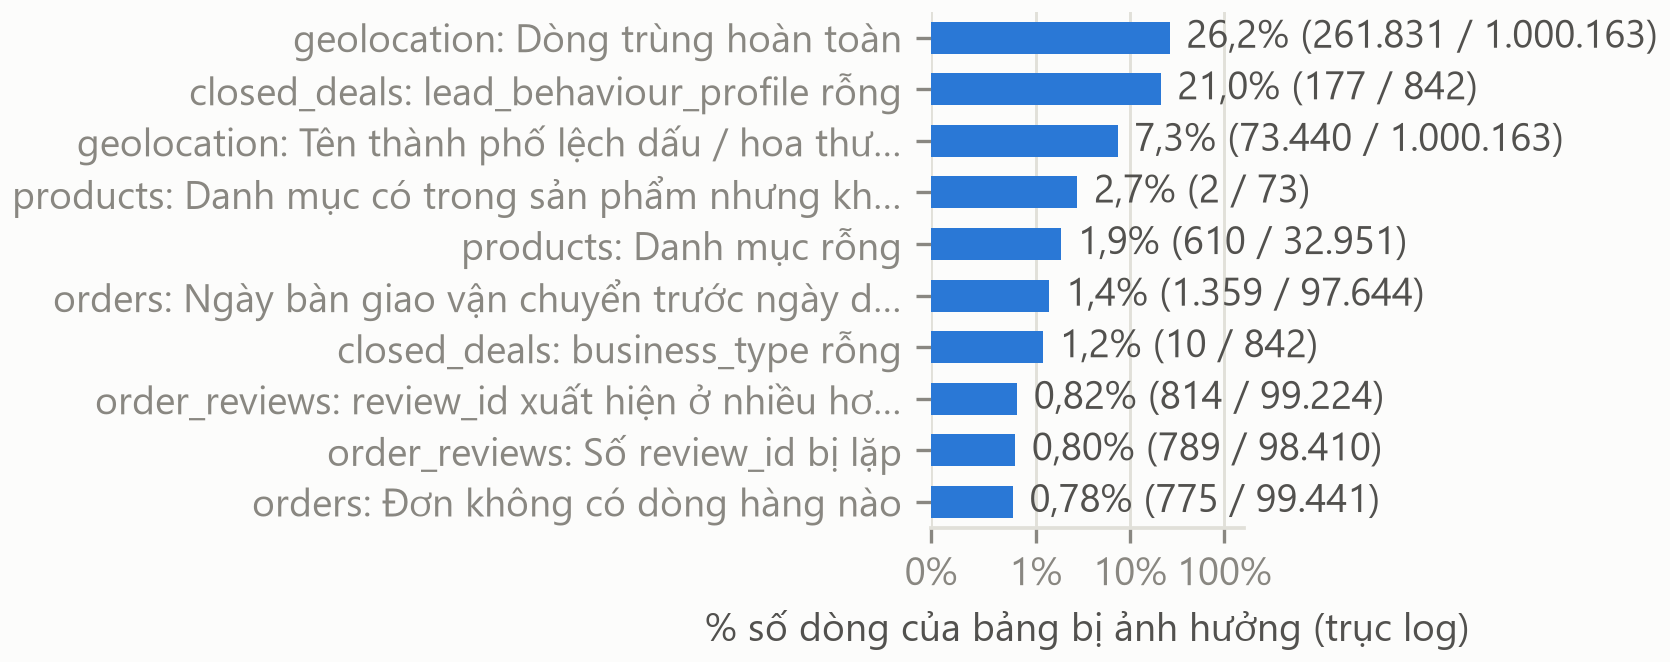 geolocation: Dòng trùng hoàn toàn 26,2% (261.831 / 1.000.163)
closed_deals: lead_behaviour_profile rỗng 21,0% (177 / 842)
geolocation: Tên thành phố lệch dấu / hoa thư... 7,3% (73.440 / 1.000.163)
products: Danh mục có trong sản phẩm nhưng kh... 2,7% (2 / 73)
products: Danh mục rỗng 1,9% (610 / 32.951)
orders: Ngày bàn giao vận chuyển trước ngày d... 1,4% (1.359 / 97.644)
closed_deals: business_type rỗng 1,2% (10 / 842)
order_reviews: review_id xuất hiện ở nhiều hơ... 0,82% (814 / 99.224)
order_reviews: Số review_id bị lặp 0,80% (789 / 98.410)
orders: Đơn không có dòng hàng nào 0,78% (775 / 99.441)
0% 1% 10% 100%
% số dòng của bảng bị ảnh hưởng (trục log)